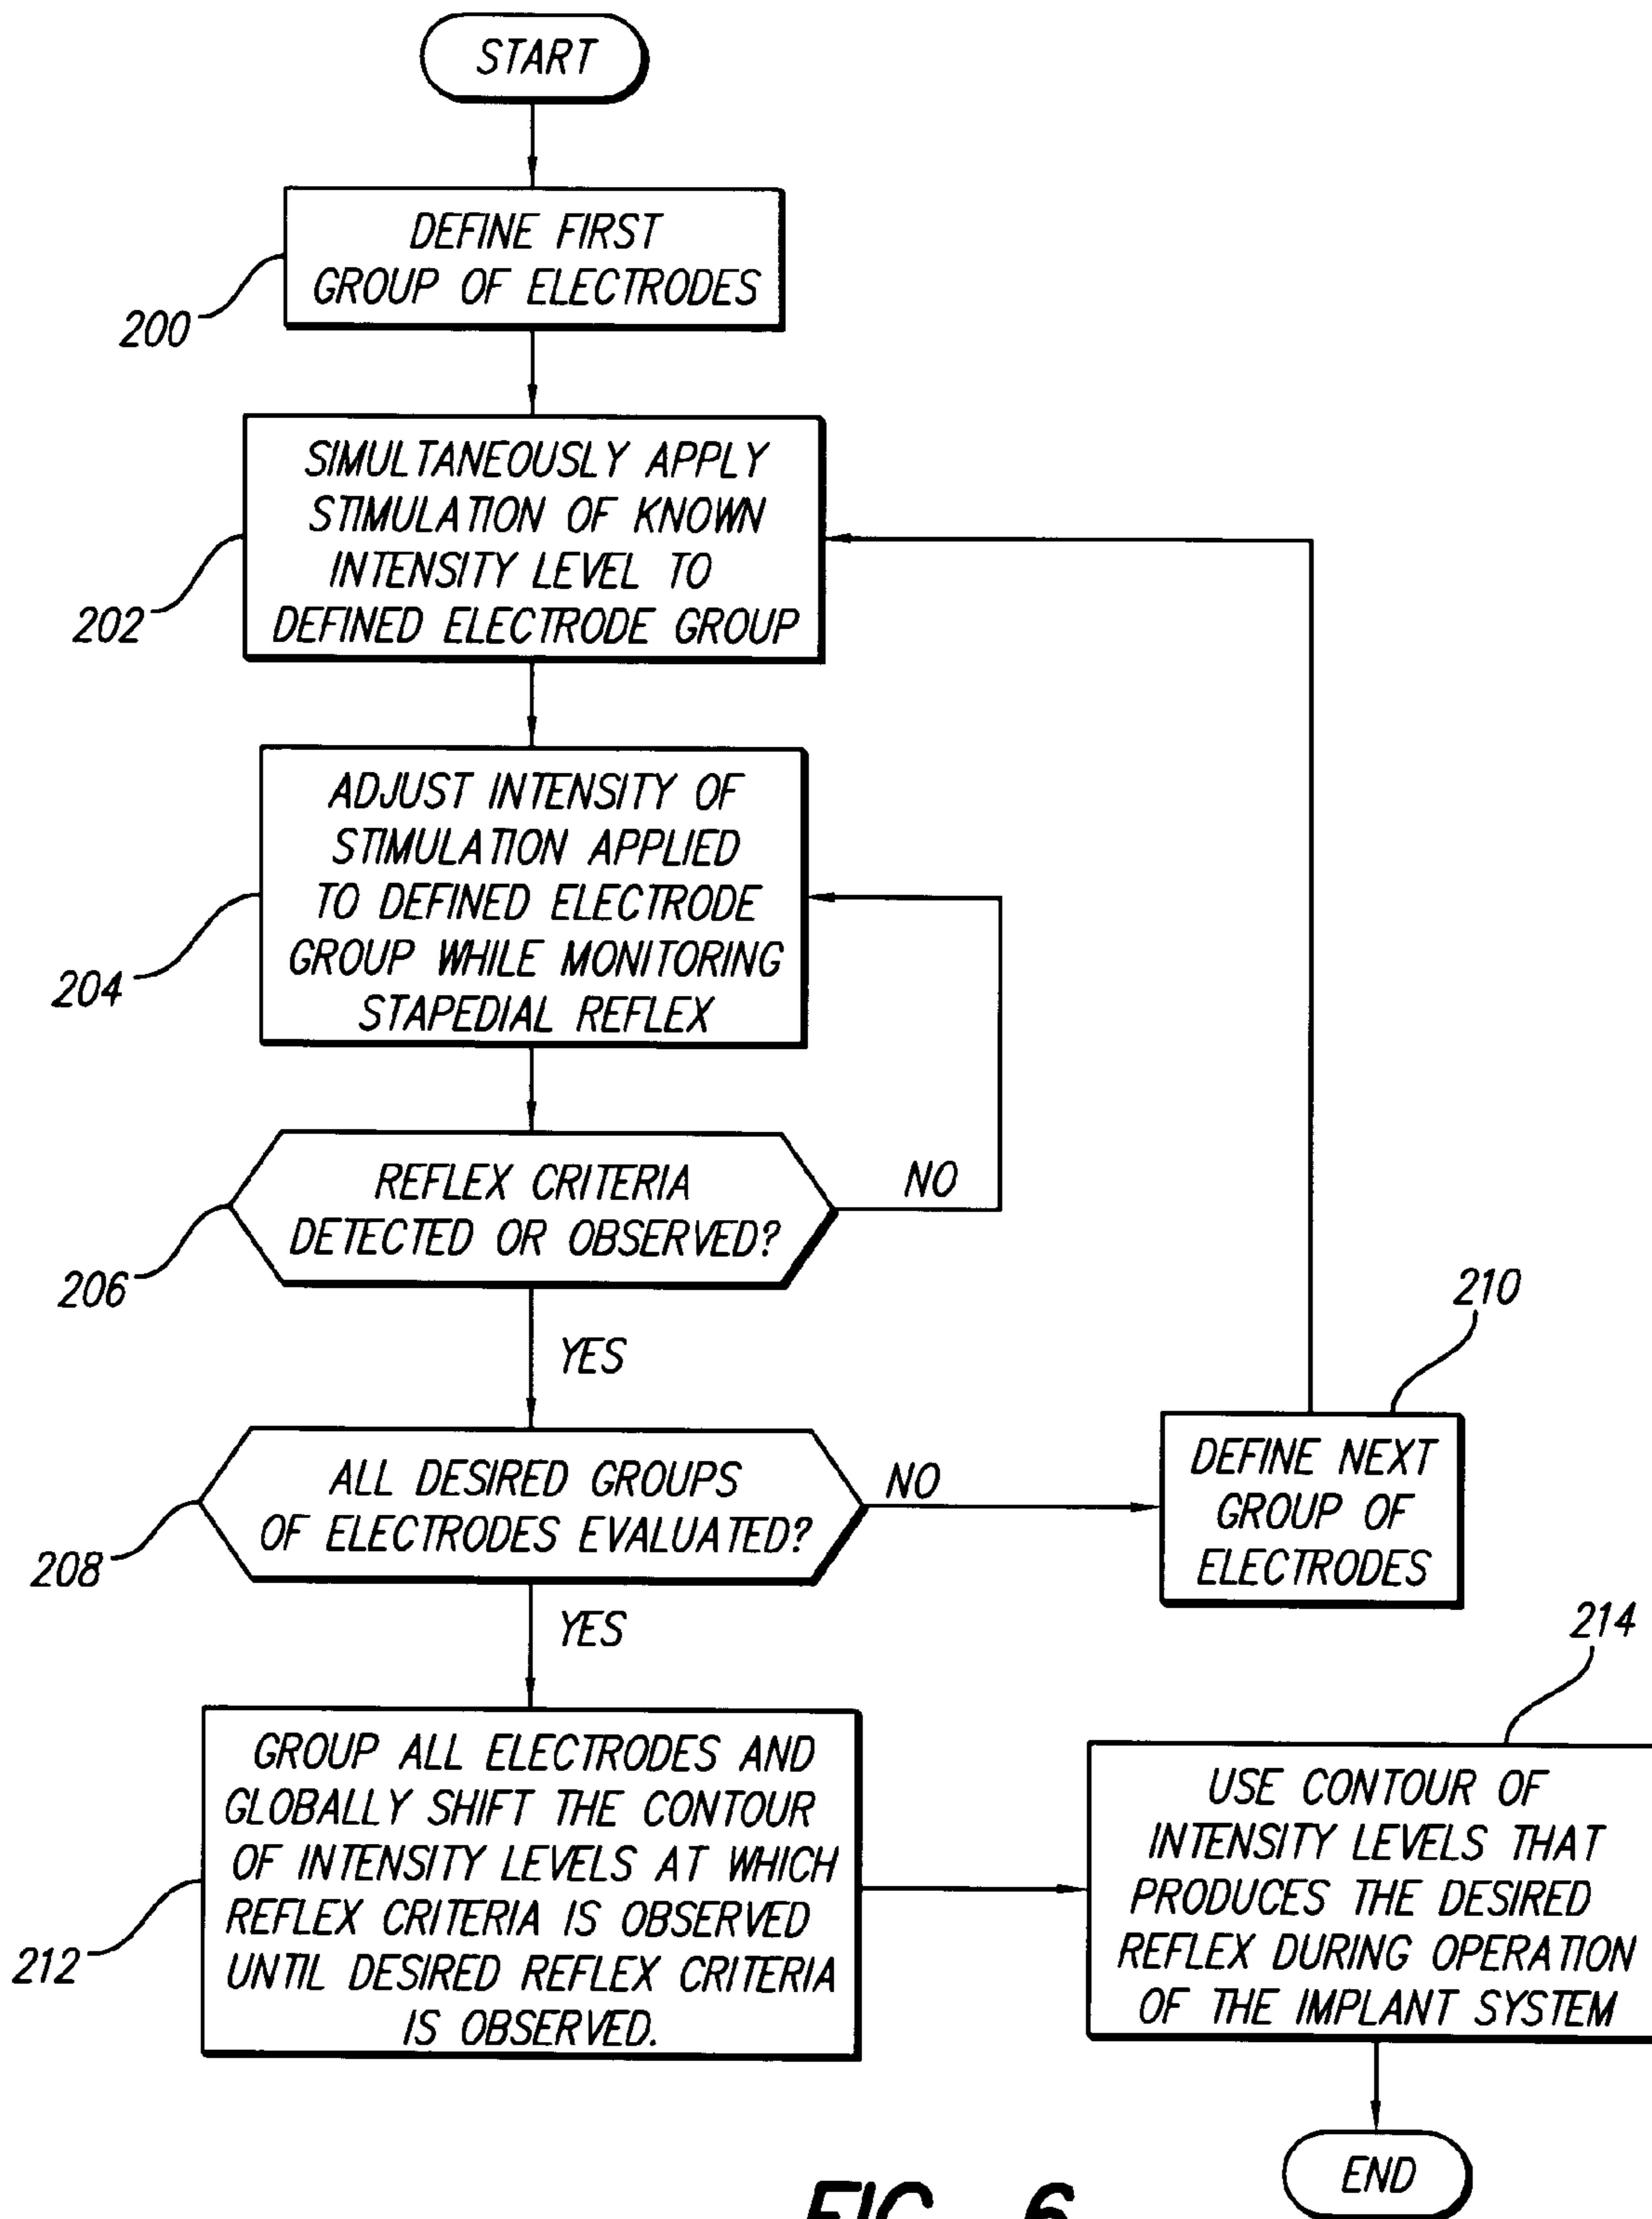 START
DEFINE FIRST
GROUP OF ELECTRODES
200
SIMULTANEOUSLY APPLY
STIMULATION OF KNOWN
INTENSITY LEVEL TO
DEFINED ELECTRODE GROUP
202
ADJUST INTENSITY OF
STIMULATION APPLIED
TO DEFINED ELECTRODE
GROUP WHILE MONITORING
STAPEDIAL REFLEX
204
REFLEX CRITERIA
DETECTED OR OBSERVED?
NO
206
YES
210
ALL DESIRED GROUPS
OF ELECTRODES EVALUATED?
NO
208
DEFINE NEXT
GROUP OF
ELECTRODES
YES
214
GROUP ALL ELECTRODES AND
GLOBALLY SHIFT THE CONTOUR
OF INTENSITY LEVELS AT WHICH
REFLEX CRITERIA IS OBSERVED
UNTIL DESIRED REFLEX CRITERIA
IS OBSERVED.
212
USE CONTOUR OF
INTENSITY LEVELS THAT
PRODUCES THE DESIRED
REFLEX DURING OPERATION
OF THE IMPLANT SYSTEM
END
FIG. 6